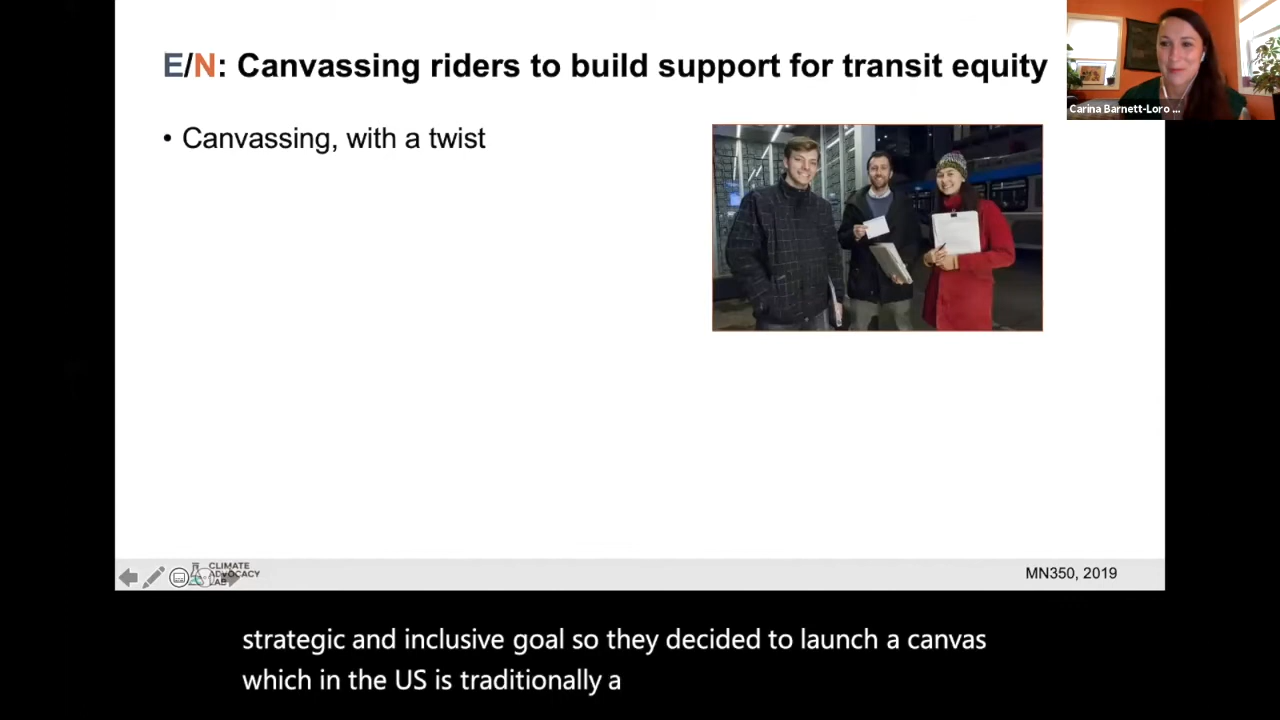 E/N: Canvassing riders to build support for transit equity
Carina Barnett-Loro ...
• Canvassing, with a twist
CLIMATE
ADVOCACY
LAB
MN350, 2019
strategic and inclusive goal so they decided to launch a canvas
which in the US is traditionally a